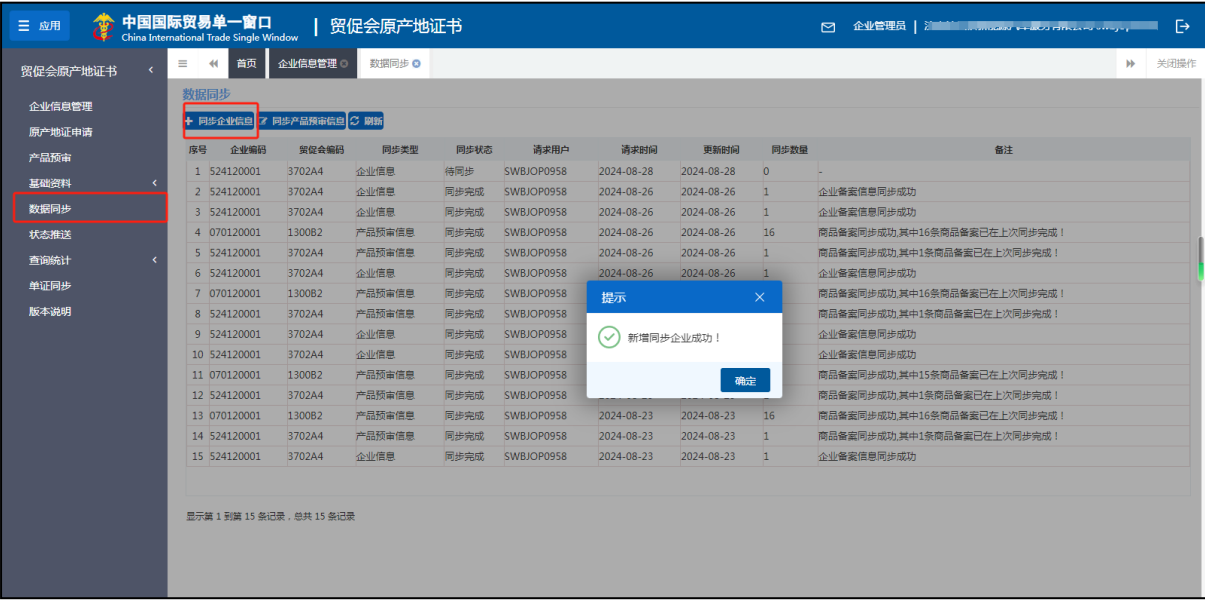 应用
中国国际贸易单一窗口
China International Trade Single Window
贸促会原产地证书
企业管理员
贸促会原产地证书
首页 企业信息管理 数据同步 关闭操作
企业信息管理
原产地证申请
产品预审
基础资料
数据同步
状态推送
查询统计
单证同步
版本说明
数据同步
同步企业信息 同步产品预审信息 刷新
序号 企业编码 贸促会编码 同步类型 同步状态 请求用户 请求时间 更新时间 同步数量 备注
1 524120001 3702A4 企业信息 待同步 SWBJOP0958 2024-08-28 2024-08-28 0 -
2 524120001 3702A4 企业信息 同步完成 SWBJOP0958 2024-08-26 2024-08-26 1 企业备案信息同步成功
3 524120001 3702A4 企业信息 同步完成 SWBJOP0958 2024-08-26 2024-08-26 1 企业备案信息同步成功
4 070120001 1300B2 产品预审信息 同步完成 SWBJOP0958 2024-08-26 2024-08-26 16 商品备案同步成功,其中16条商品备案已在上次同步完成！
5 524120001 3702A4 产品预审信息 同步完成 SWBJOP0958 2024-08-26 2024-08-26 1 商品备案同步成功,其中1条商品备案已在上次同步完成！
6 524120001 3702A4 企业信息 同步完成 SWBJOP0958 2024-08-26 2024-08-26 1 企业备案信息同步成功
7 070120001 1300B2 产品预审信息 同步完成 SWBJOP0958 商品备案同步成功,其中16条商品备案已在上次同步完成！
8 524120001 3702A4 产品预审信息 同步完成 SWBJOP0958 商品备案同步成功,其中1条商品备案已在上次同步完成！
9 524120001 3702A4 企业信息 同步完成 SWBJOP0958 企业备案信息同步成功
10 524120001 3702A4 企业信息 同步完成 SWBJOP0958 企业备案信息同步成功
11 070120001 1300B2 产品预审信息 同步完成 SWBJOP0958 商品备案同步成功,其中15条商品备案已在上次同步完成！
12 524120001 3702A4 产品预审信息 同步完成 SWBJOP0958 商品备案同步成功,其中1条商品备案已在上次同步完成！
13 070120001 1300B2 产品预审信息 同步完成 SWBJOP0958 2024-08-23 2024-08-23 16 商品备案同步成功,其中16条商品备案已在上次同步完成！
14 524120001 3702A4 产品预审信息 同步完成 SWBJOP0958 2024-08-23 2024-08-23 1 商品备案同步成功,其中1条商品备案已在上次同步完成！
15 524120001 3702A4 企业信息 同步完成 SWBJOP0958 2024-08-23 2024-08-23 1 企业备案信息同步成功
显示第 1 到第 15 条记录，总共 15 条记录
提示
新增同步企业成功！
确定